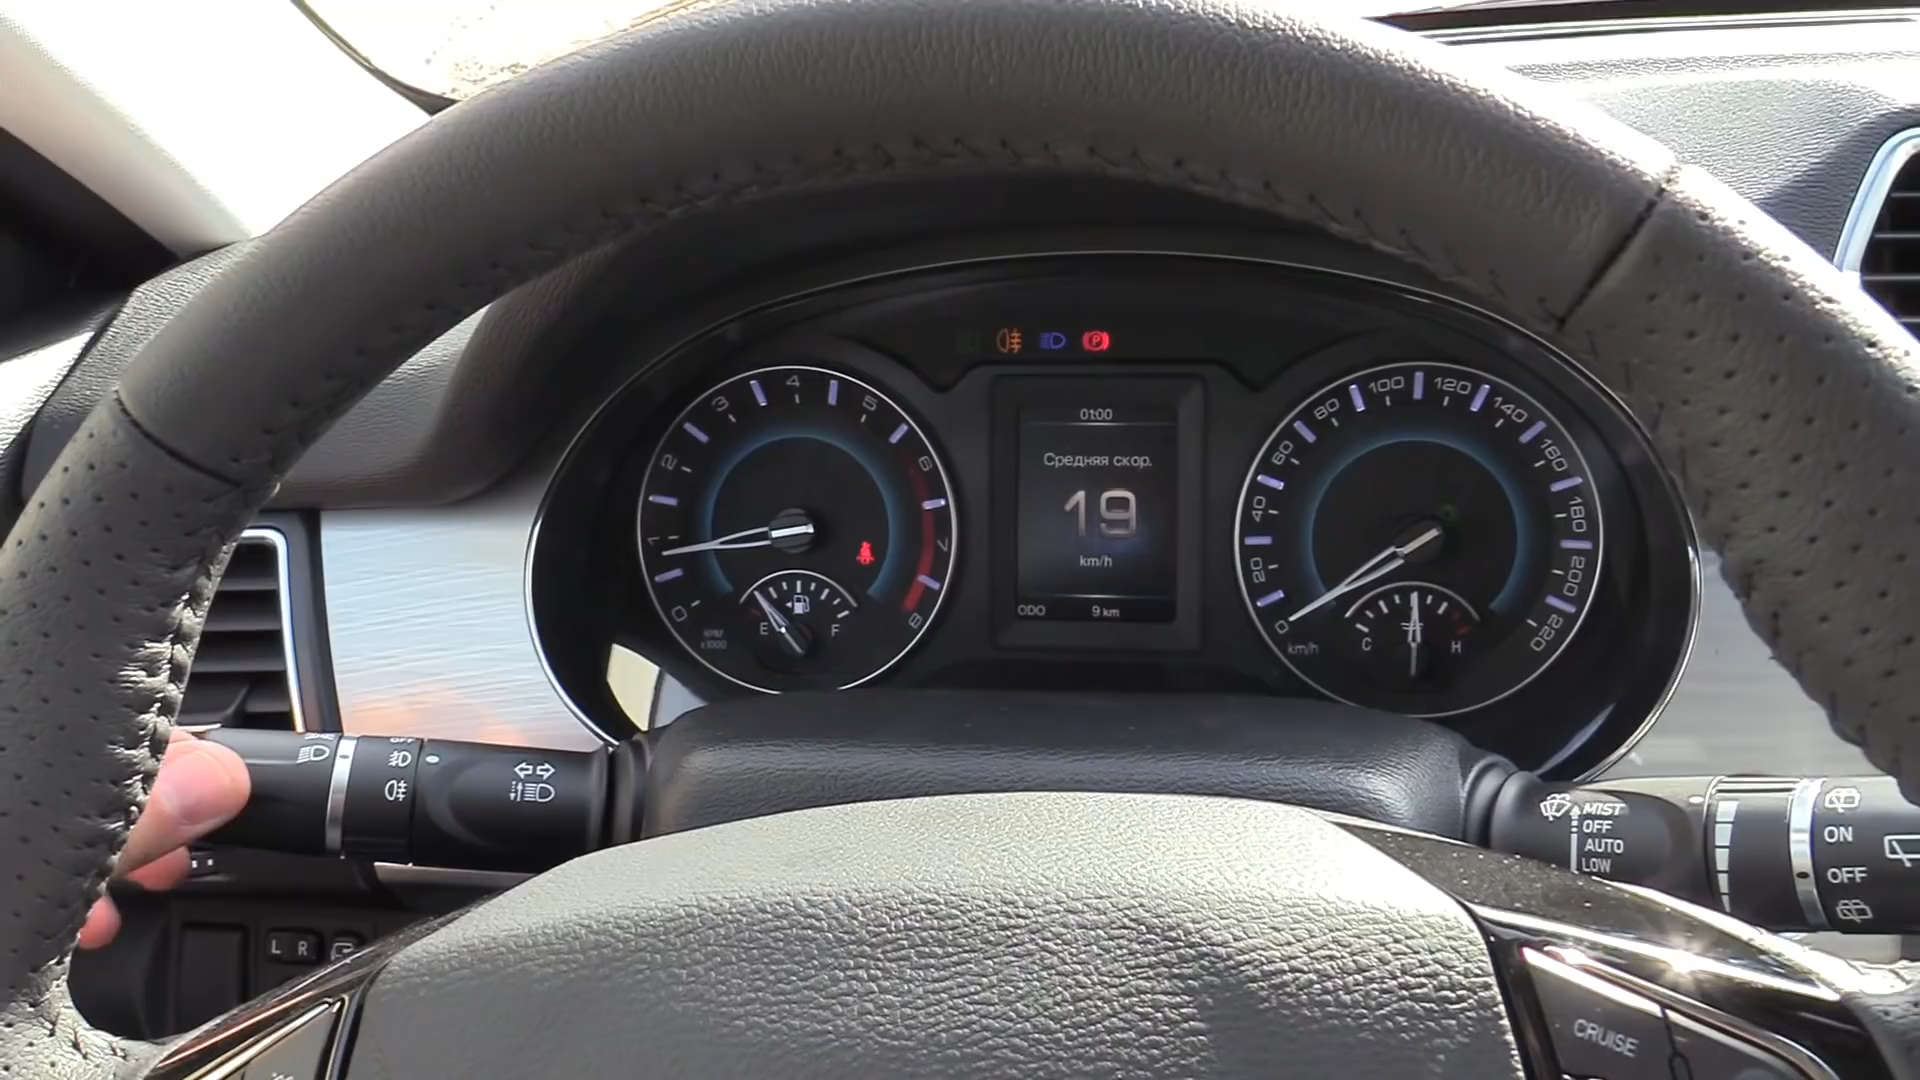 4
3
5
2
6
1
7
0
8
RPM
x1000
E F
01:00
Средняя скор.
19
km/h
ODO 9 km
100 120
80 140
60 160
40 180
20 200
0 220
km/h
C H
P
OFF
MIST
OFF
AUTO
LOW
ON
OFF
L R
CRUISE